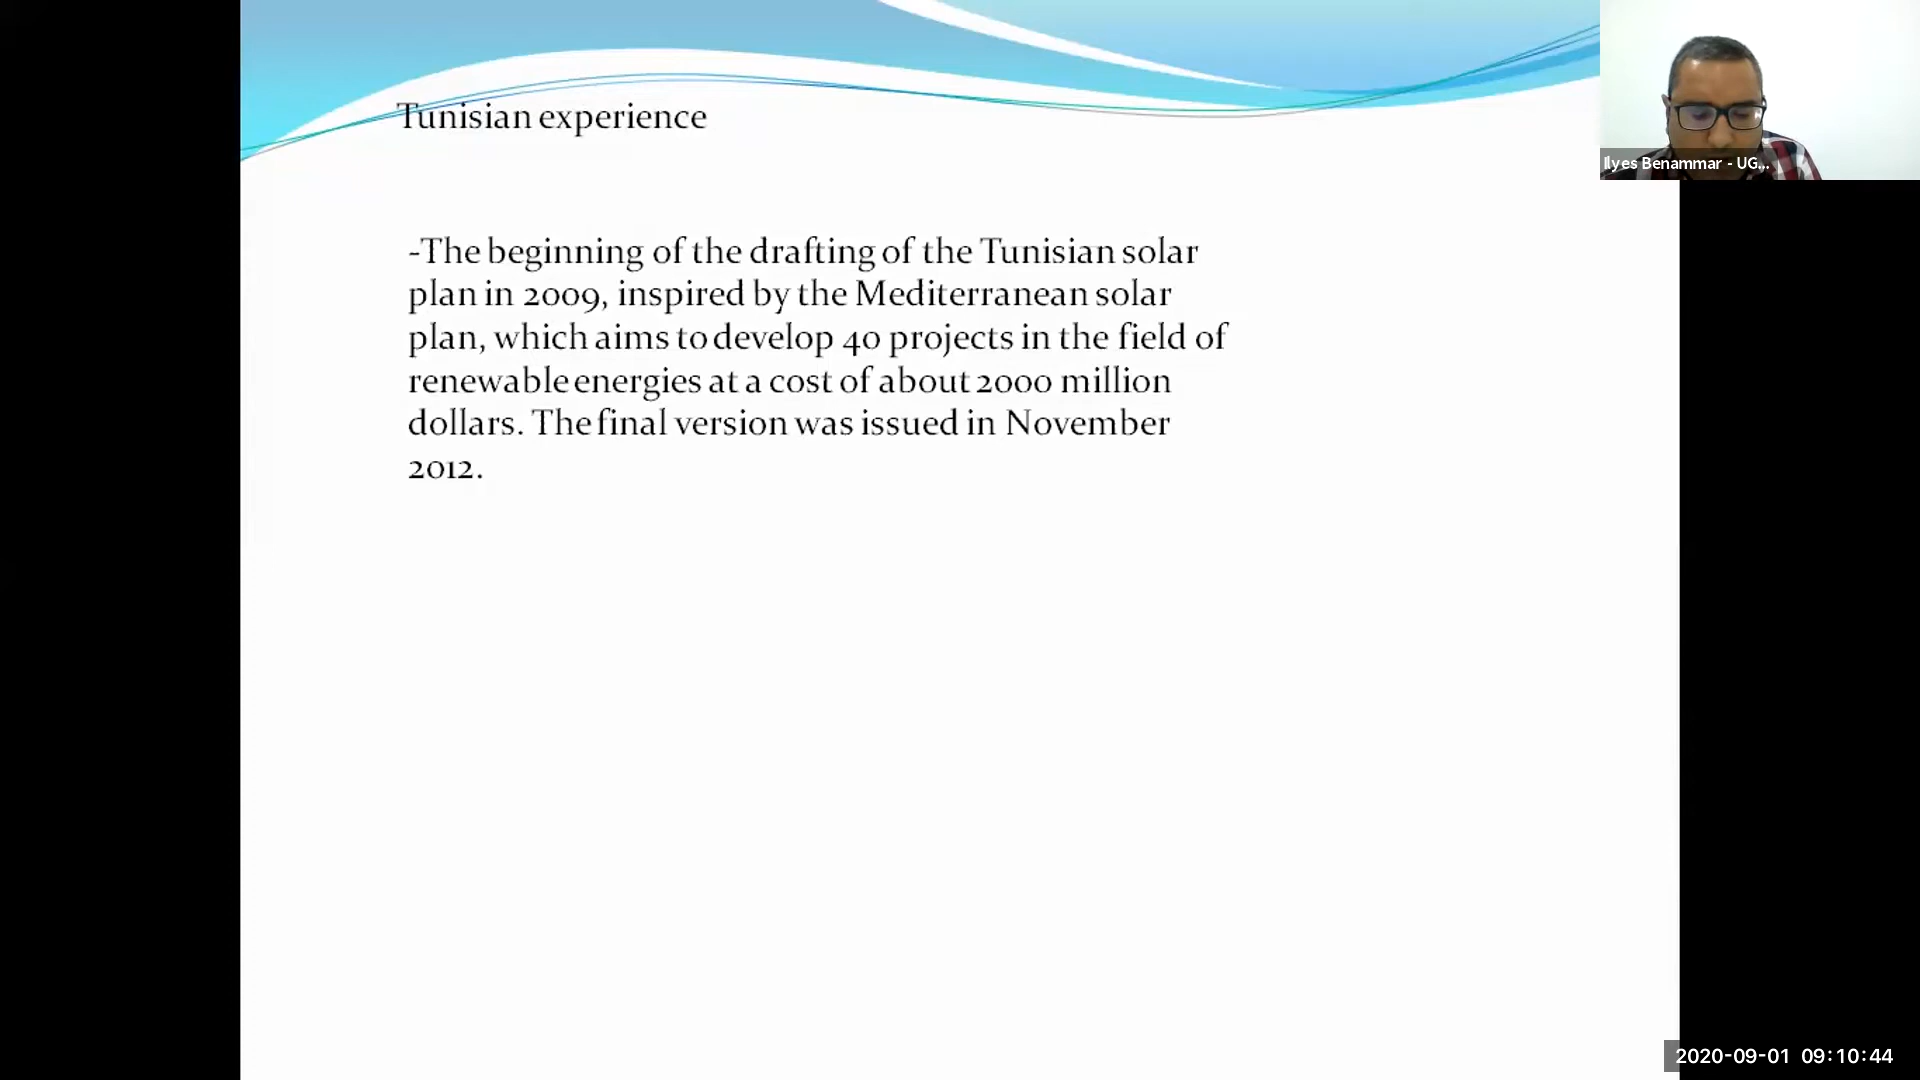 Tunisian experience
Ilyes Benammar - UG...
-The beginning of the drafting of the Tunisian solar
plan in 2009, inspired by the Mediterranean solar
plan, which aims to develop 40 projects in the field of
renewable energies at a cost of about 2000 million
dollars. The final version was issued in November
2012.
2020-09-01 09:10:44